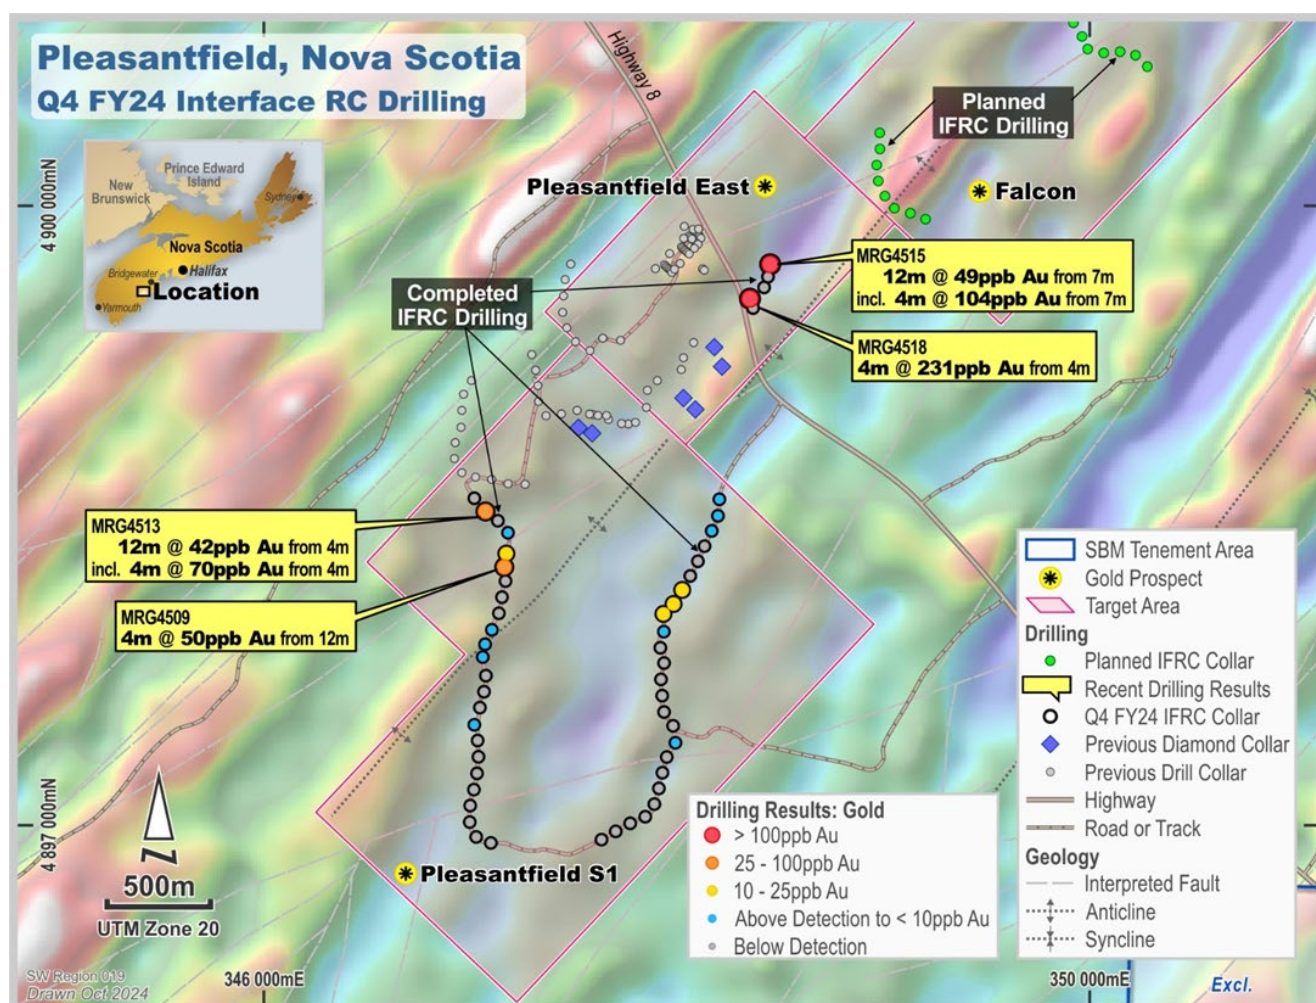 Pleasantfield, Nova Scotia
Q4 FY24 Interface RC Drilling
Highway 8
Planned
IFRC Drilling
Prince Edward
Island
New
Brunswick
Sydney
Nova Scotia
Bridgewater
Halifax
Location
Yarmouth
Pleasantfield East
Falcon
4 900 000mN
Completed
IFRC Drilling
MRG4515
12m @ 49ppb Au from 7m
incl. 4m @ 104ppb Au from 7m
MRG4518
4m @ 231ppb Au from 4m
MRG4513
12m @ 42ppb Au from 4m
incl. 4m @ 70ppb Au from 4m
MRG4509
4m @ 50ppb Au from 12m
SBM Tenement Area
Gold Prospect
Target Area
Drilling
Planned IFRC Collar
Recent Drilling Results
Q4 FY24 IFRC Collar
Previous Diamond Collar
Previous Drill Collar
Highway
Road or Track
Geology
Interpreted Fault
Anticline
Syncline
Drilling Results: Gold
> 100ppb Au
25 - 100ppb Au
10 - 25ppb Au
Above Detection to < 10ppb Au
Below Detection
4 897 000mN
Pleasantfield S1
N
500m
UTM Zone 20
SW Region 019
Drawn Oct 2024
346 000mE
350 000mE
Excl.